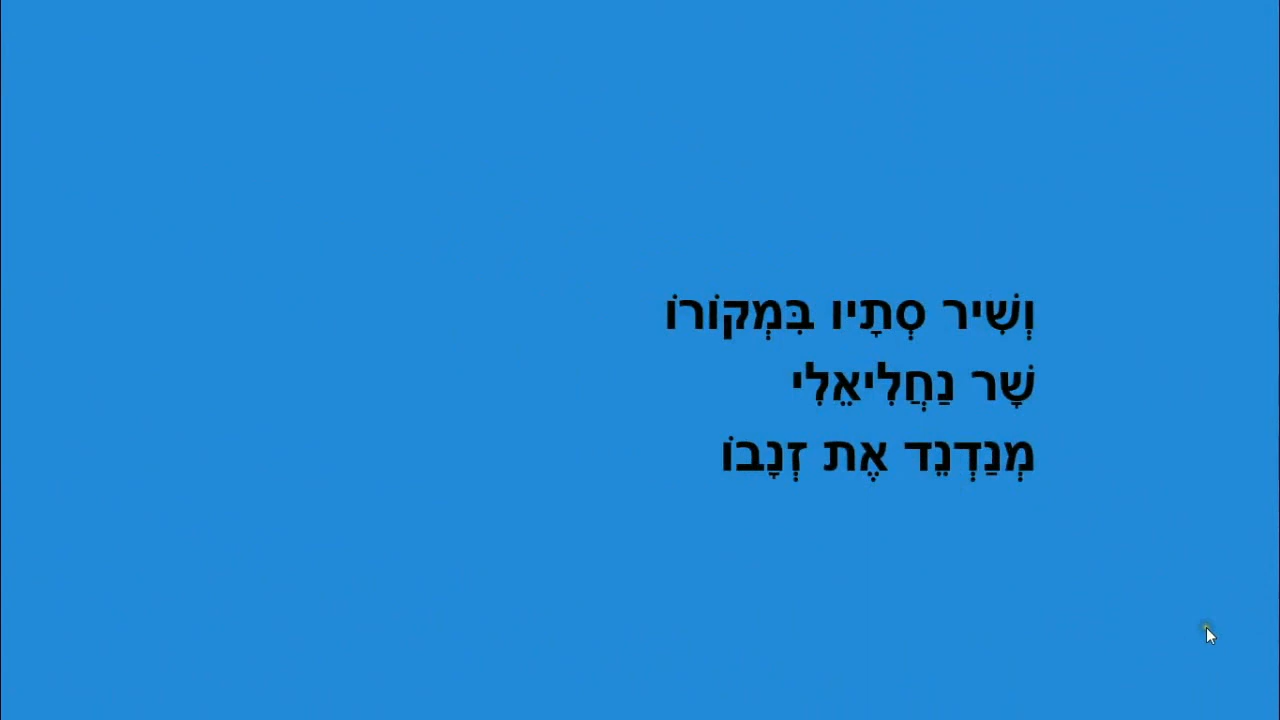 וְשִׁיר סְתָיו בִּמְקוֹרוֹ
שָׁר נַחֲלִיאֵלִי
מְנַדְנֵד אֶת זְנָבוֹ